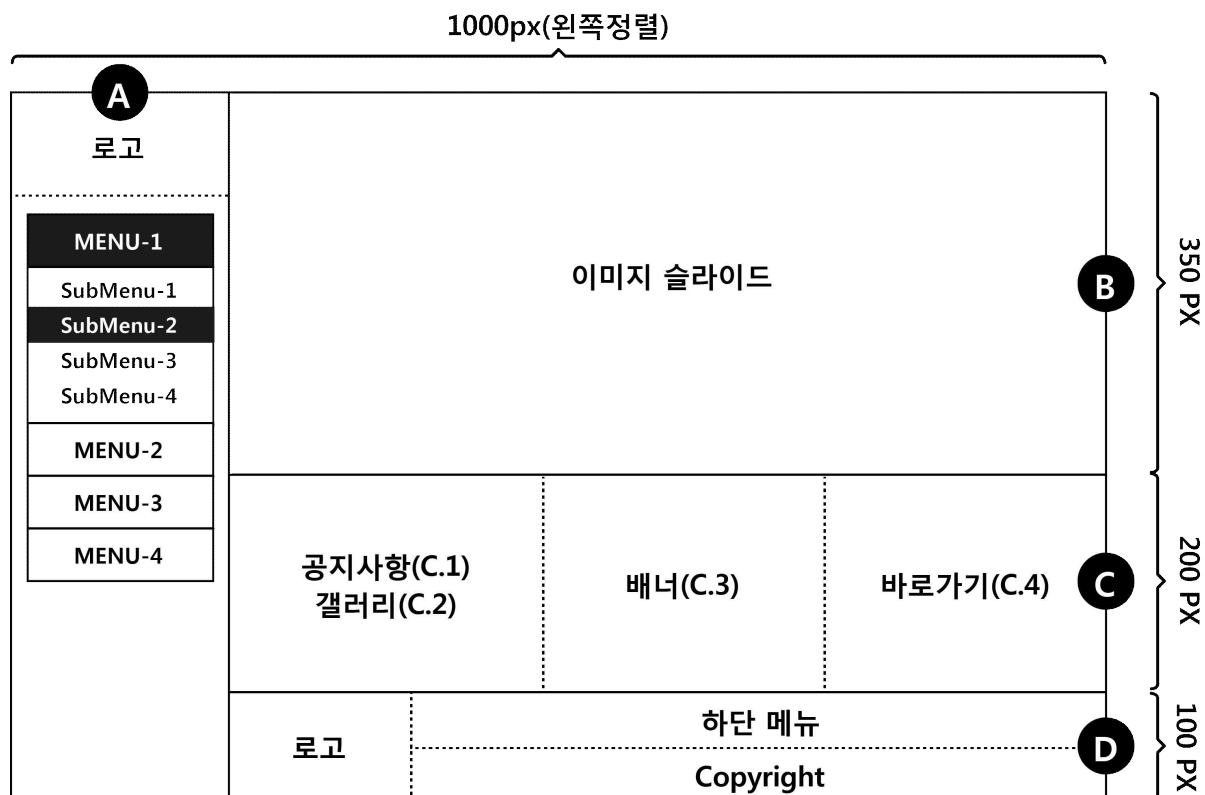 1000px(왼쪽정렬)
A
로고
MENU-1
SubMenu-1
SubMenu-2
SubMenu-3
SubMenu-4
MENU-2
MENU-3
MENU-4
이미지 슬라이드
B
350 PX
공지사항(C.1)
갤러리(C.2)
배너(C.3)
바로가기(C.4)
C
200 PX
로고
하단 메뉴
Copyright
D
100 PX